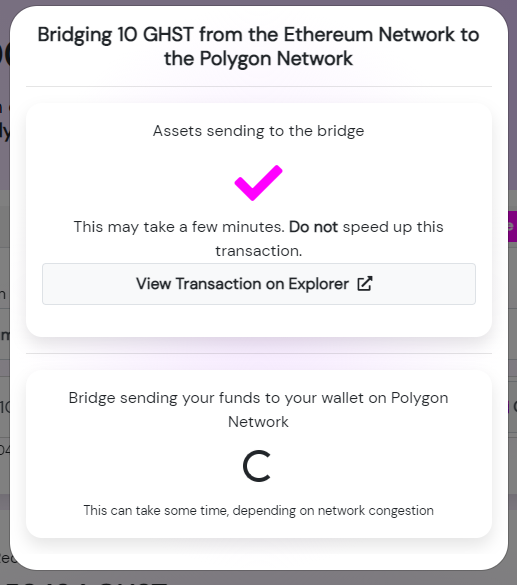 Bridging 10 GHST from the Ethereum Network to
the Polygon Network
Assets sending to the bridge
This may take a few minutes. Do not speed up this
transaction.
View Transaction on Explorer
Bridge sending your funds to your wallet on Polygon
Network
This can take some time, depending on network congestion